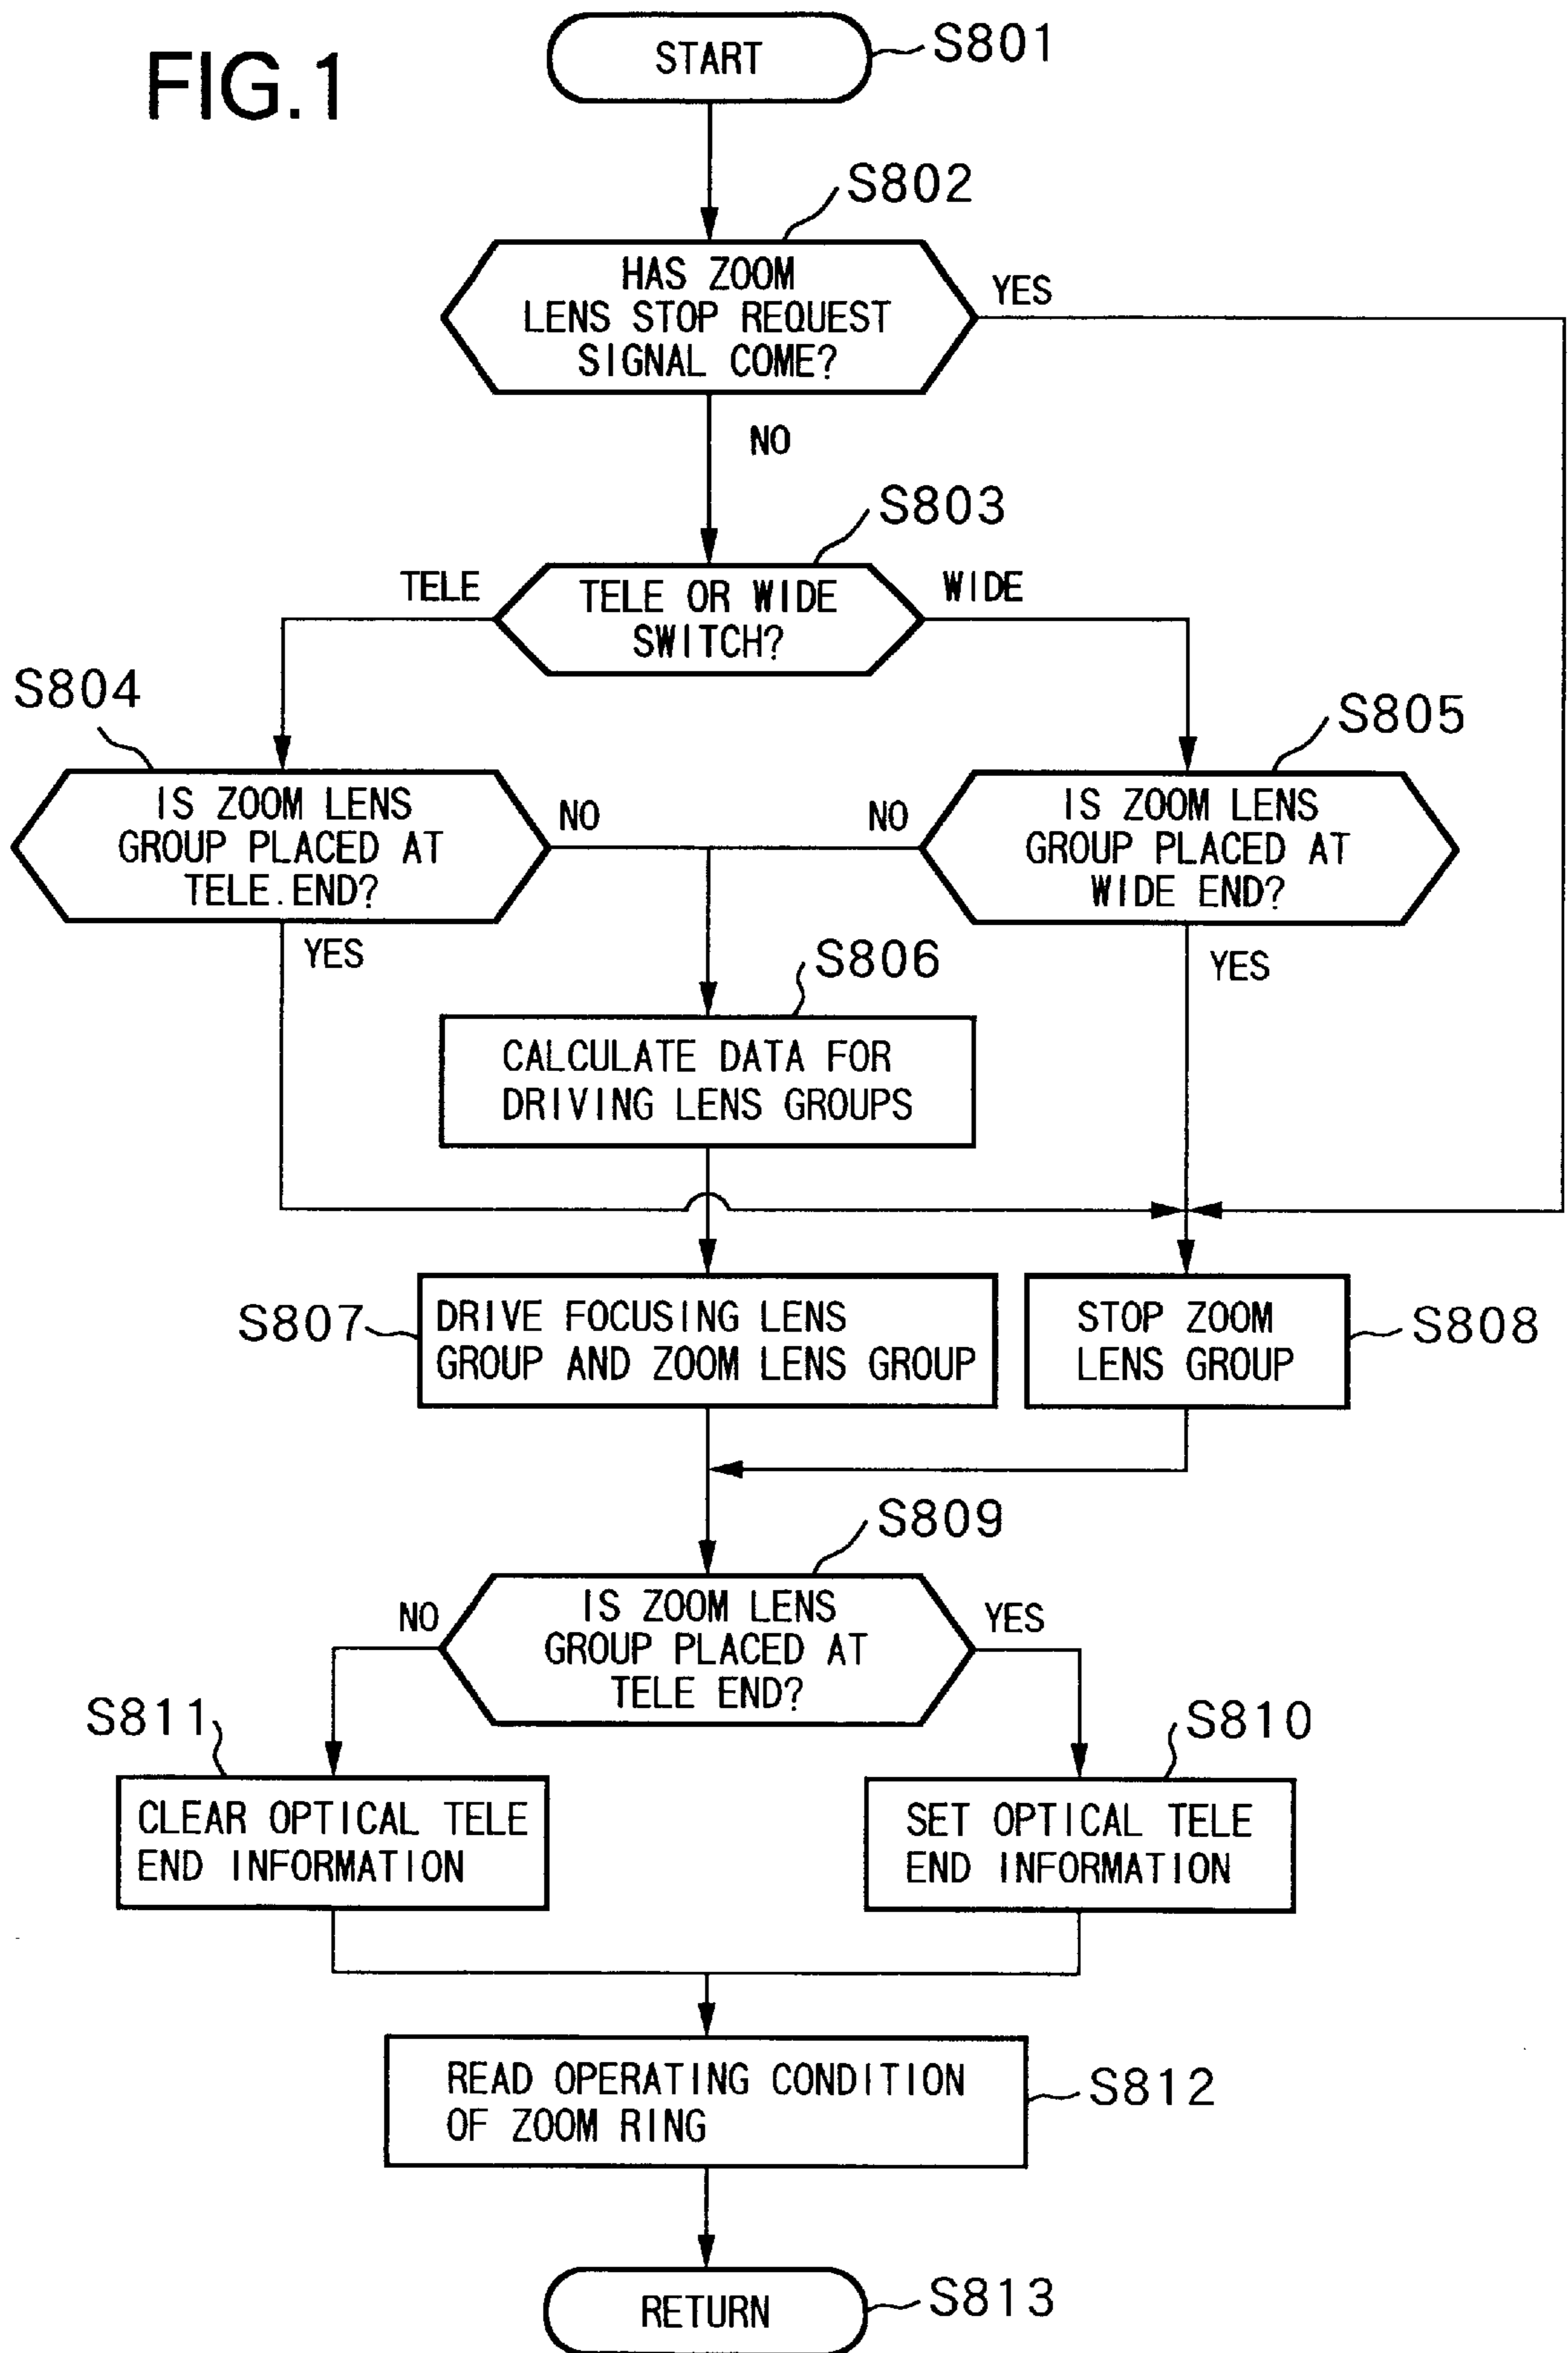 FIG.1
START
S801
S802
HAS ZOOM
LENS STOP REQUEST
SIGNAL COME?
YES
NO
S803
TELE
TELE OR WIDE
SWITCH?
WIDE
S804
S805
IS ZOOM LENS
GROUP PLACED AT
TELE.END?
NO
YES
NO
IS ZOOM LENS
GROUP PLACED AT
WIDE END?
YES
S806
CALCULATE DATA FOR
DRIVING LENS GROUPS
S807
DRIVE FOCUSING LENS
GROUP AND ZOOM LENS GROUP
STOP ZOOM
LENS GROUP
S808
S809
NO
IS ZOOM LENS
GROUP PLACED AT
TELE END?
YES
S811
S810
CLEAR OPTICAL TELE
END INFORMATION
SET OPTICAL TELE
END INFORMATION
READ OPERATING CONDITION
OF ZOOM RING
S812
RETURN
S813